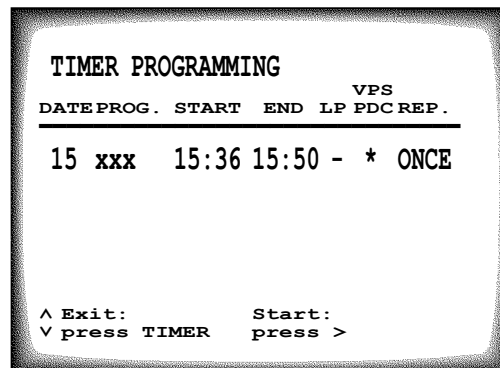 TIMER PROGRAMMING
VPS
DATE PROG. START END LP PDC REP.
15 xxx 15:36 15:50 - * ONCE
^ Exit: Start:
v press TIMER press >